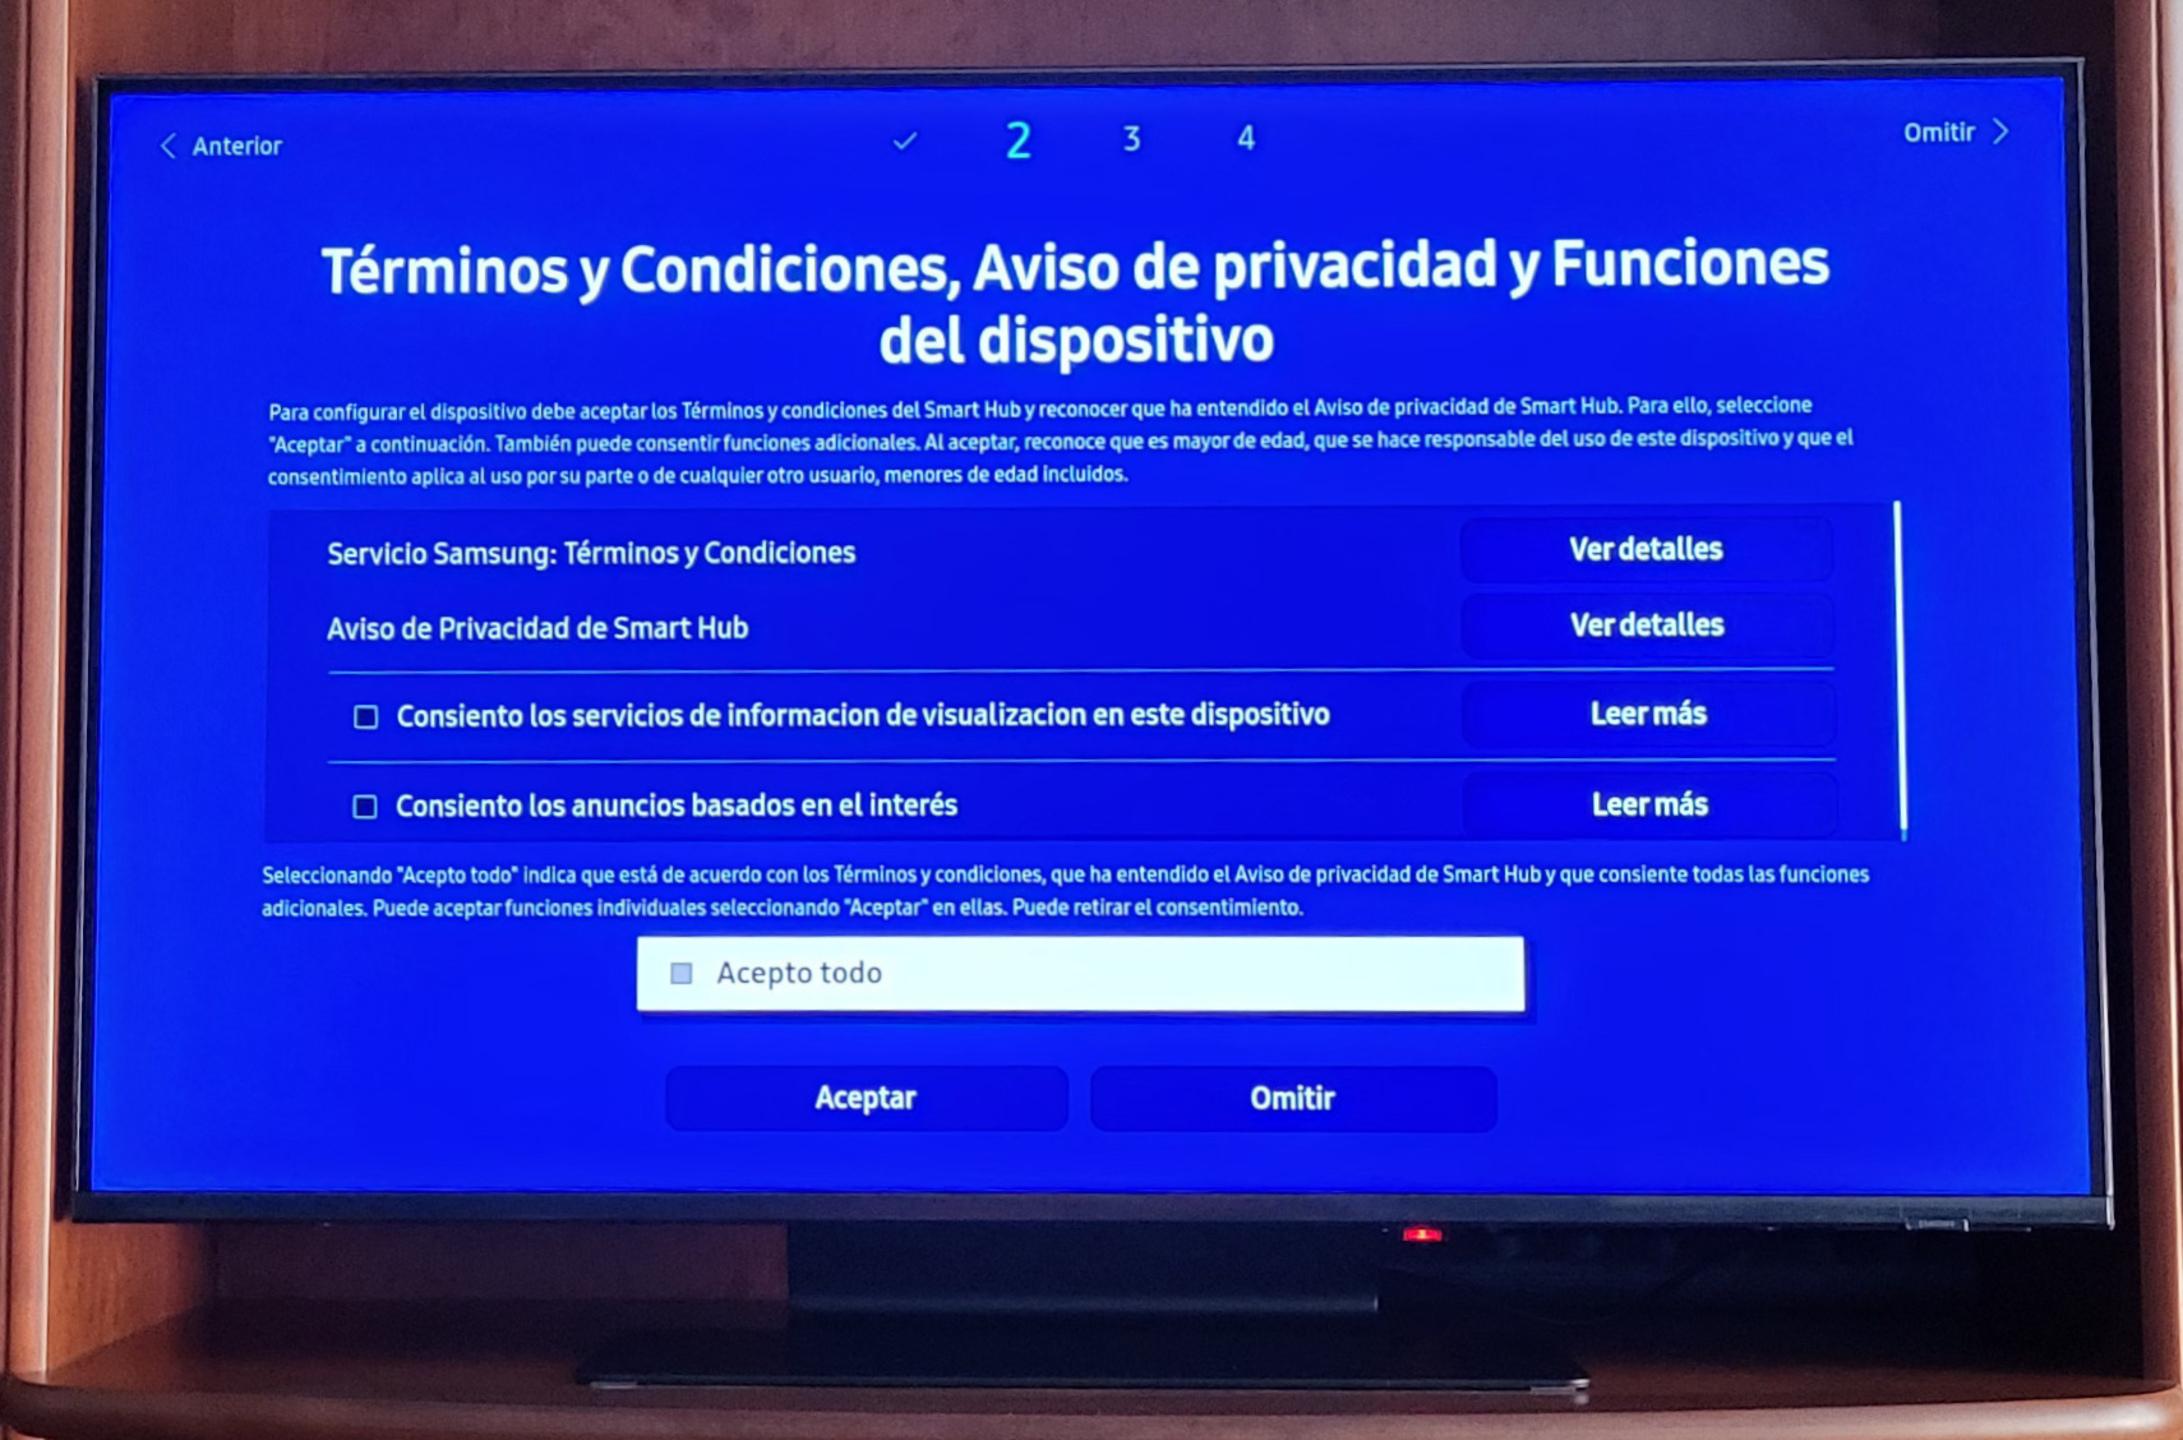 Anterior
2 3 4
Omitir
Términos y Condiciones, Aviso de privacidad y Funciones
del dispositivo
Para configurar el dispositivo debe aceptar los Términos y condiciones del Smart Hub y reconocer que ha entendido el Aviso de privacidad de Smart Hub. Para ello, seleccione
"Aceptar" a continuación. También puede consentir funciones adicionales. Al aceptar, reconoce que es mayor de edad, que se hace responsable del uso de este dispositivo y que el
consentimiento aplica al uso por su parte o de cualquier otro usuario, menores de edad incluidos.
Servicio Samsung: Términos y Condiciones
Ver detalles
Aviso de Privacidad de Smart Hub
Ver detalles
Consiento los servicios de informacion de visualizacion en este dispositivo
Leer más
Consiento los anuncios basados en el interés
Leer más
Seleccionando "Acepto todo" indica que está de acuerdo con los Términos y condiciones, que ha entendido el Aviso de privacidad de Smart Hub y que consiente todas las funciones
adicionales. Puede aceptar funciones individuales seleccionando "Aceptar" en ellas. Puede retirar el consentimiento.
Acepto todo
Aceptar
Omitir